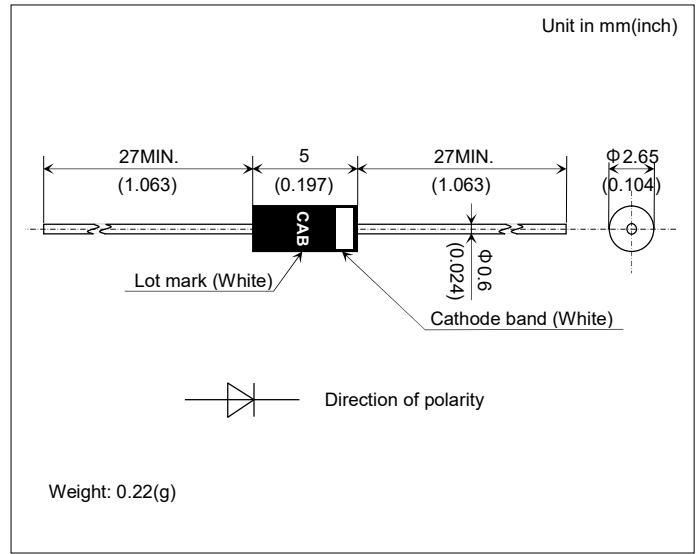 Unit in mm(inch)
27MIN.
(1.063)
5
(0.197)
27MIN.
(1.063)
Φ2.65
(0.104)
CAB
Φ0.6
(0.024)
Lot mark (White)
Cathode band (White)
Direction of polarity
Weight: 0.22(g)